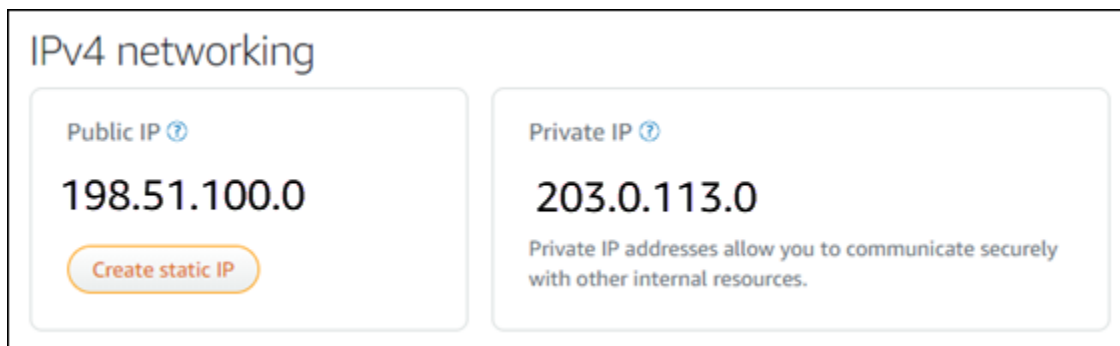 IPv4 networking
Public IP ?
198.51.100.0
Create static IP
Private IP ?
203.0.113.0
Private IP addresses allow you to communicate securely
with other internal resources.